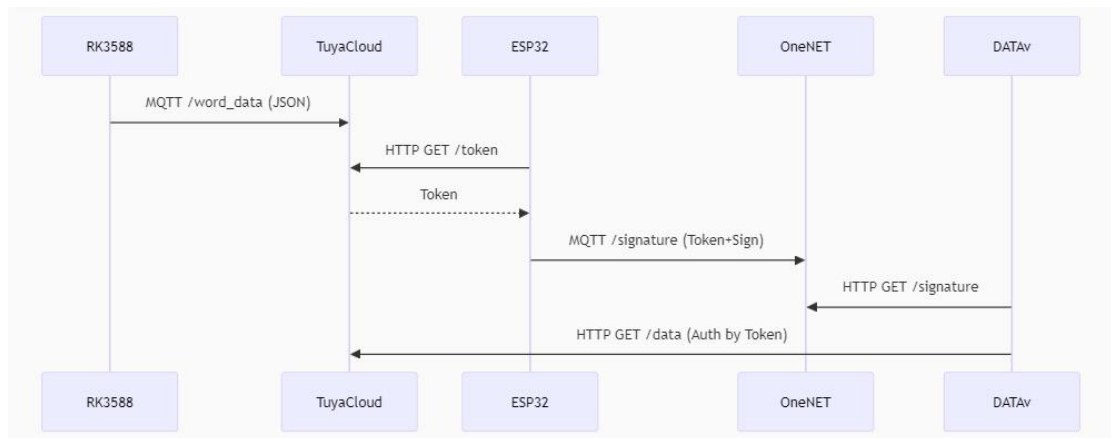 RK3588
TuyaCloud
ESP32
OneNET
DATAv
MQTT /word_data (JSON)
HTTP GET /token
Token
MQTT /signature (Token+Sign)
HTTP GET /signature
HTTP GET /data (Auth by Token)
RK3588
TuyaCloud
ESP32
OneNET
DATAv